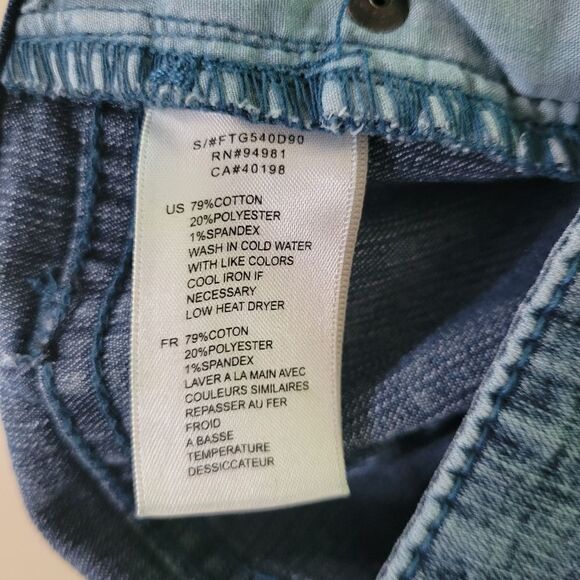 S/#FTG540D90
RN#94981
CA#40198
US 79%COTTON
20%POLYESTER
1%SPANDEX
WASH IN COLD WATER
WITH LIKE COLORS
COOL IRON IF
NECESSARY
LOW HEAT DRYER
FR 79%COTON
20%POLYESTER
1%SPANDEX
LAVER A LA MAIN AVEC
COULEURS SIMILAIRES
REPASSER AU FER
FROID
A BASSE
TEMPERATURE
DESSICCATEUR